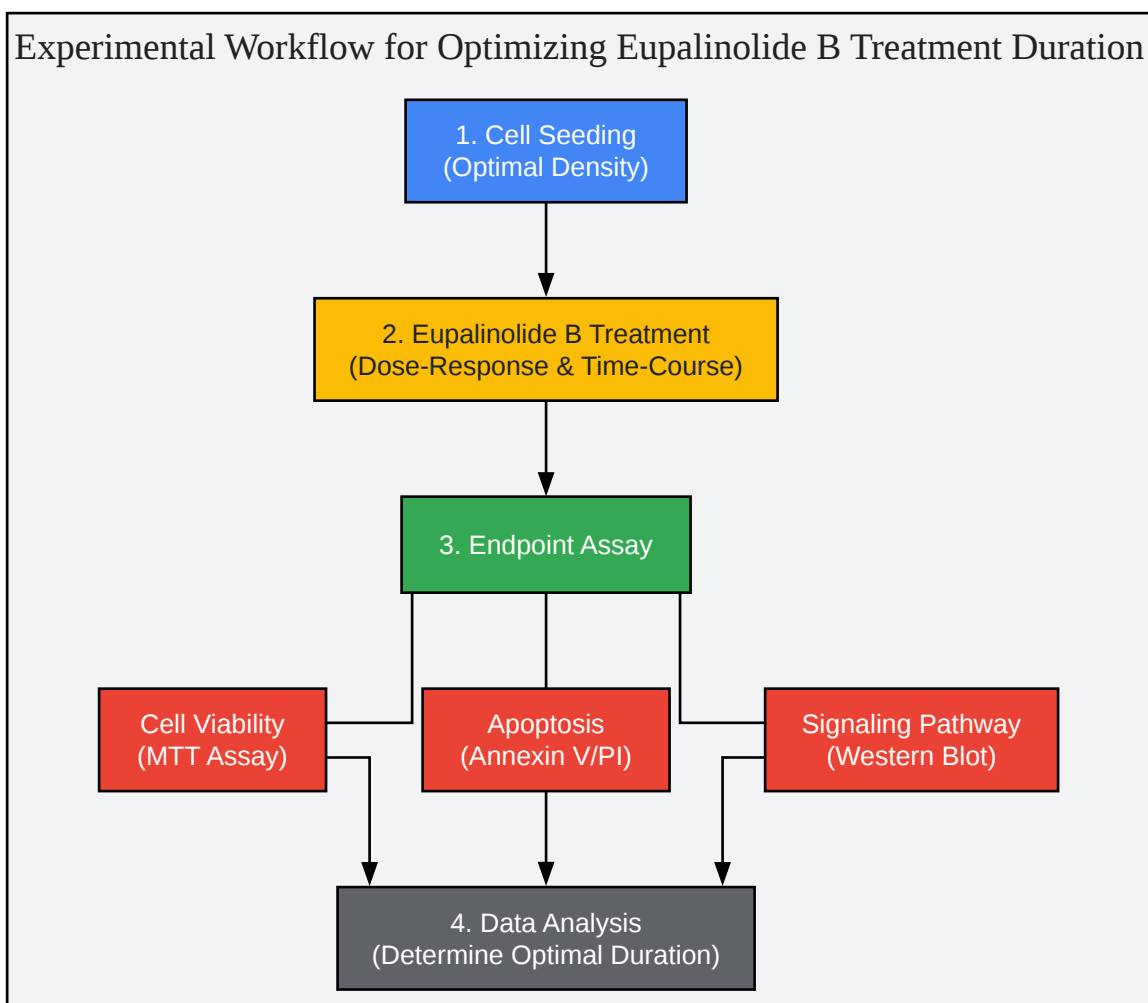 Experimental Workflow for Optimizing Eupalinolide B Treatment Duration
1. Cell Seeding
(Optimal Density)
2. Eupalinolide B Treatment
(Dose-Response & Time-Course)
3. Endpoint Assay
Cell Viability
(MTT Assay)
Apoptosis
(Annexin V/PI)
Signaling Pathway
(Western Blot)
4. Data Analysis
(Determine Optimal Duration)